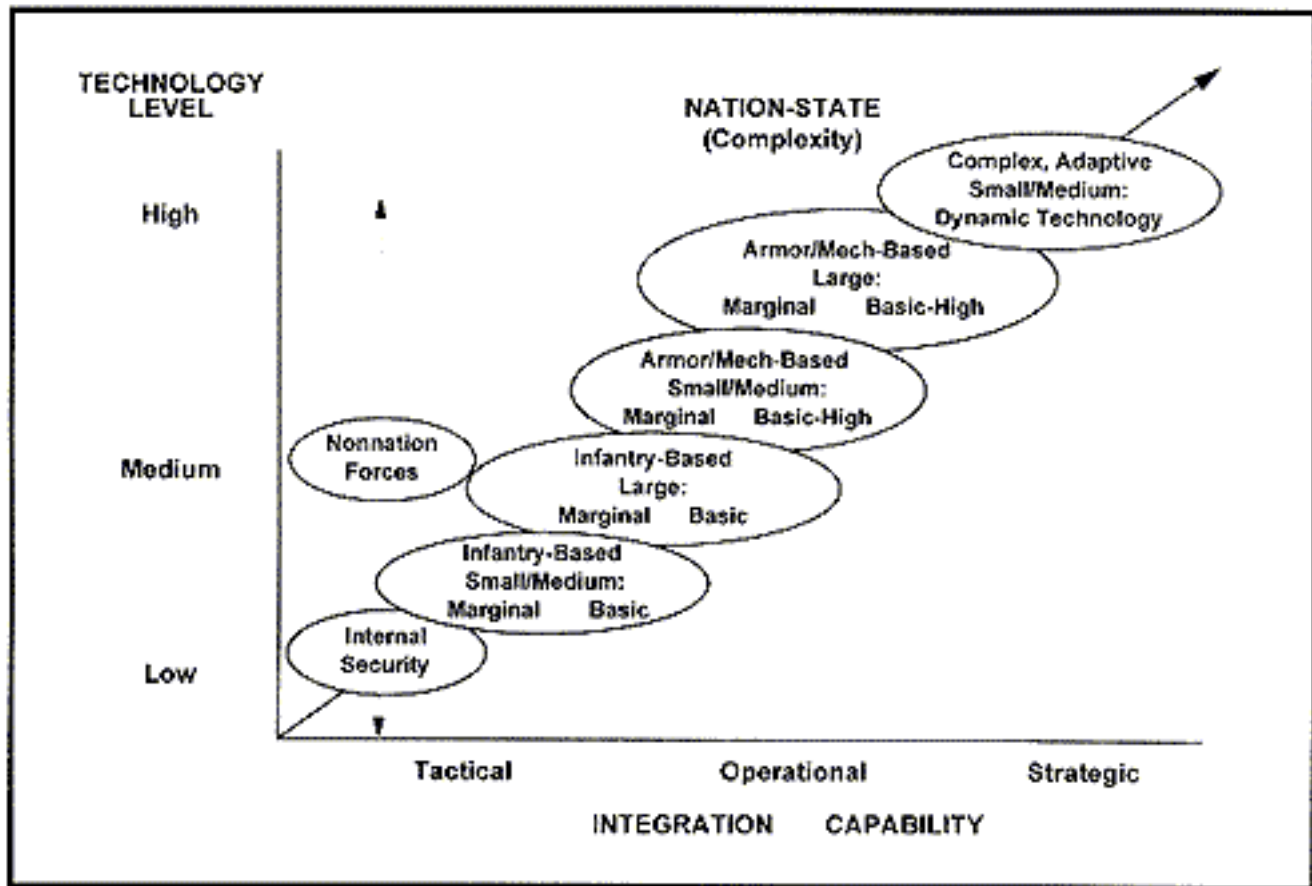 TECHNOLOGY
LEVEL
NATION-STATE
(Complexity)
Complex, Adaptive
Small/Medium:
Dynamic Technology
High
Armor/Mech-Based
Large:
Marginal Basic-High
Armor/Mech-Based
Small/Medium:
Marginal Basic-High
Nonnation
Forces
Medium
Infantry-Based
Large:
Marginal Basic
Infantry-Based
Small/Medium:
Marginal Basic
Internal
Security
Low
Tactical Operational Strategic
INTEGRATION CAPABILITY